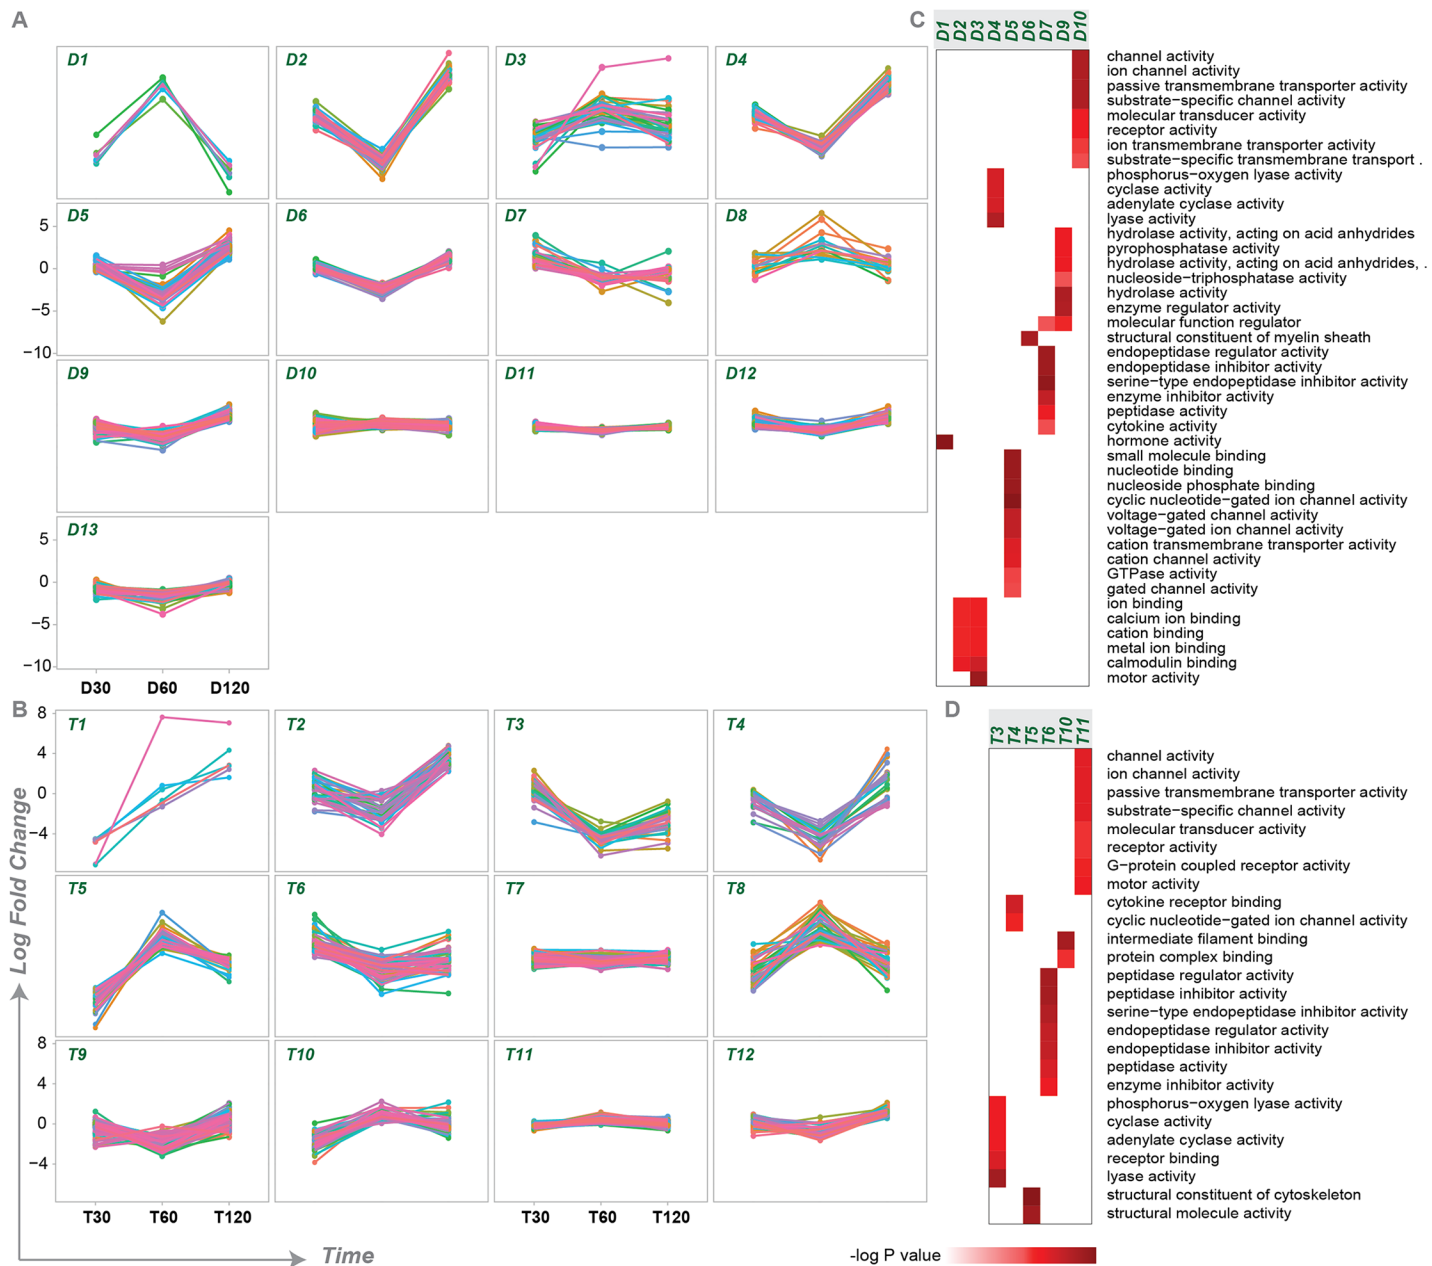 A
D1
D2
D3
D4
D5
D6
D7
D8
5
0
−5
−10
D9
D10
D11
D12
D13
5
0
−5
−10
D30
D60
D120
B
T1
T2
T3
T4
8
4
0
−4
T5
T6
T7
T8
T9
T10
T11
T12
8
4
0
−4
T30
T60
T120
T30
T60
T120
Log Fold Change
Time
C
D1
D2
D3
D4
D5
D6
D7
D9
D10
channel activity
ion channel activity
passive transmembrane transporter activity
substrate−specific channel activity
molecular transducer activity
receptor activity
ion transmembrane transporter activity
substrate−specific transmembrane transport .
phosphorus−oxygen lyase activity
cyclase activity
adenylate cyclase activity
lyase activity
hydrolase activity, acting on acid anhydrides
pyrophosphatase activity
hydrolase activity, acting on acid anhydrides, .
nucleoside−triphosphatase activity
hydrolase activity
enzyme regulator activity
molecular function regulator
structural constituent of myelin sheath
endopeptidase regulator activity
endopeptidase inhibitor activity
serine−type endopeptidase inhibitor activity
enzyme inhibitor activity
peptidase activity
cytokine activity
hormone activity
small molecule binding
nucleotide binding
nucleoside phosphate binding
cyclic nucleotide−gated ion channel activity
voltage−gated channel activity
voltage−gated ion channel activity
cation transmembrane transporter activity
cation channel activity
GTPase activity
gated channel activity
ion binding
calcium ion binding
cation binding
metal ion binding
calmodulin binding
motor activity
D
T3
T4
T5
T6
T10
T11
channel activity
ion channel activity
passive transmembrane transporter activity
substrate−specific channel activity
molecular transducer activity
receptor activity
G−protein coupled receptor activity
motor activity
cytokine receptor binding
cyclic nucleotide−gated ion channel activity
intermediate filament binding
protein complex binding
peptidase regulator activity
peptidase inhibitor activity
serine−type endopeptidase inhibitor activity
endopeptidase regulator activity
endopeptidase inhibitor activity
peptidase activity
enzyme inhibitor activity
phosphorus−oxygen lyase activity
cyclase activity
adenylate cyclase activity
receptor binding
lyase activity
structural constituent of cytoskeleton
structural molecule activity
-log P value